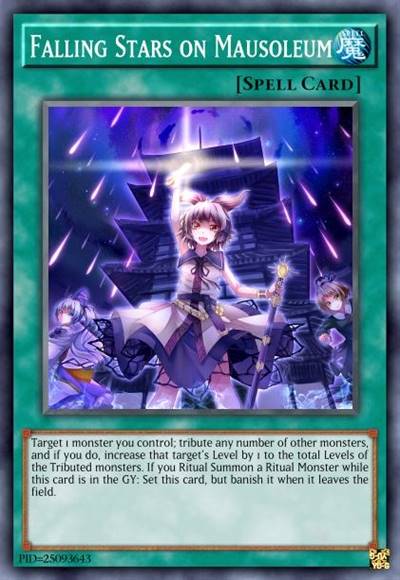 Falling Stars on Mausoleum
魔
[Spell Card]
Target 1 monster you control; tribute any number of other monsters,
and if you do, increase that target's Level by 1 to the total Levels of
the Tributed monsters. If you Ritual Summon a Ritual Monster while
this card is in the GY: Set this card, but banish it when it leaves the
field.
PID=25093643